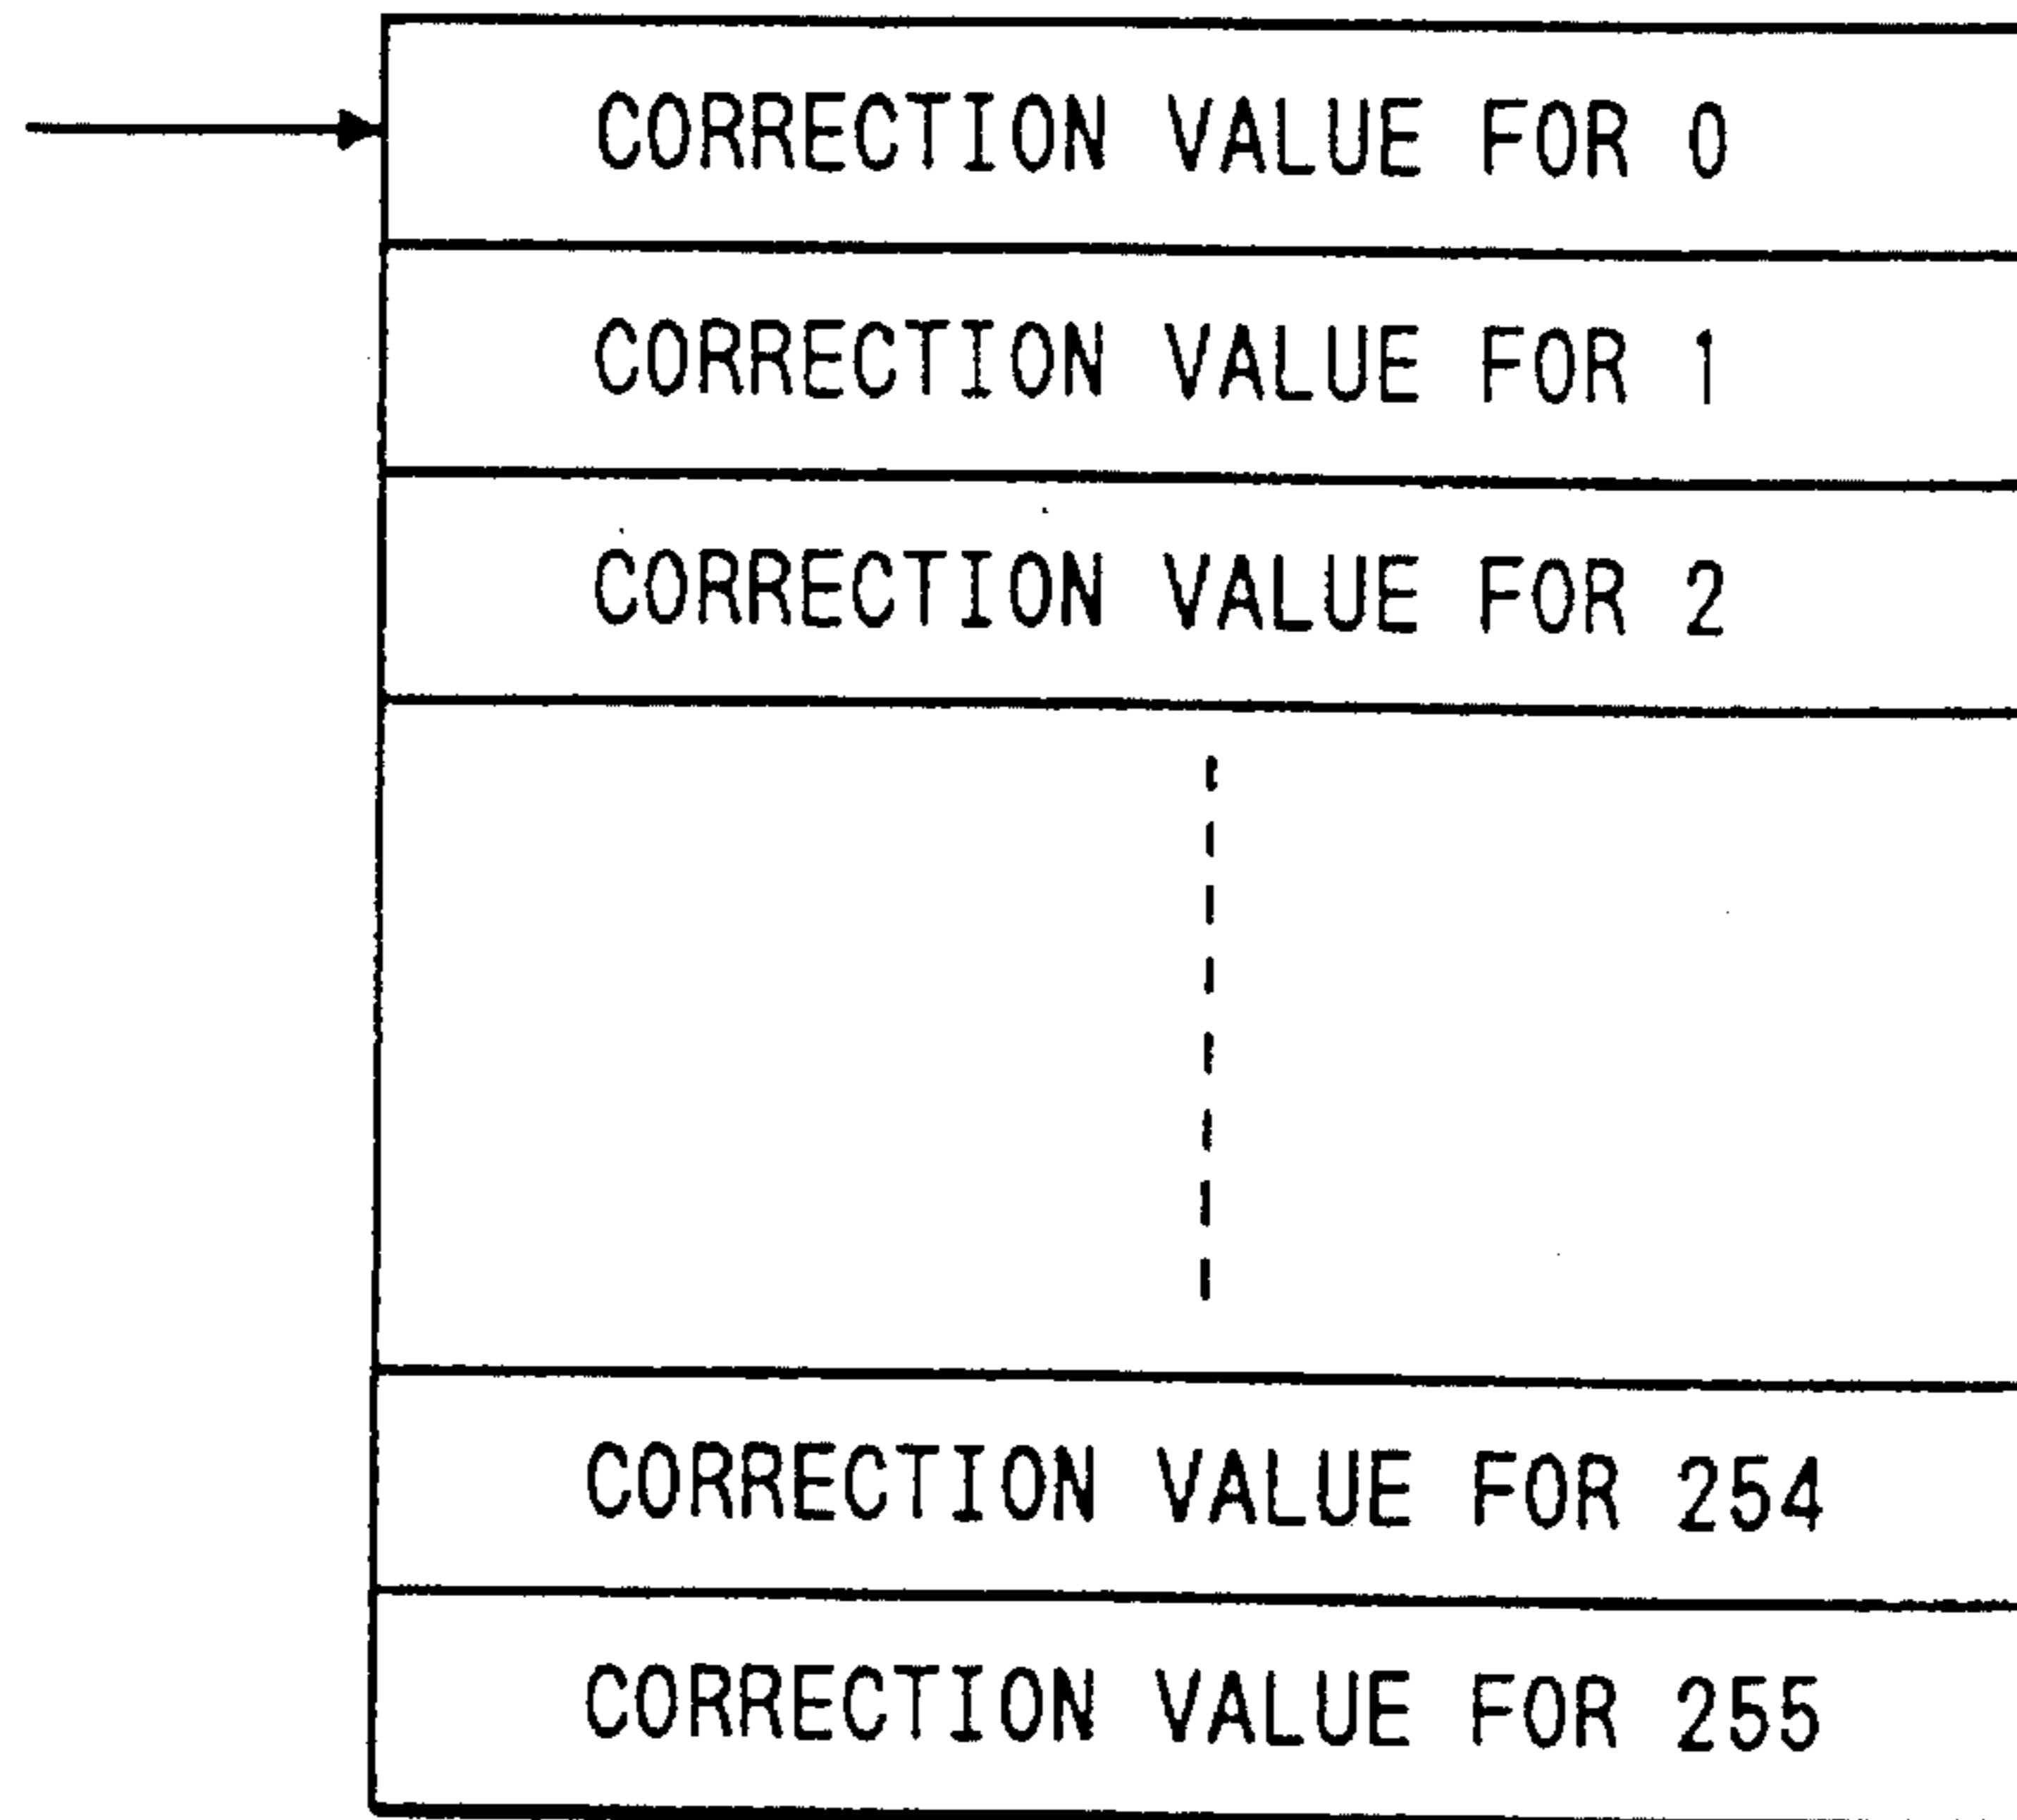 CORRECTION VALUE FOR 0
CORRECTION VALUE FOR 1
CORRECTION VALUE FOR 2
CORRECTION VALUE FOR 254
CORRECTION VALUE FOR 255